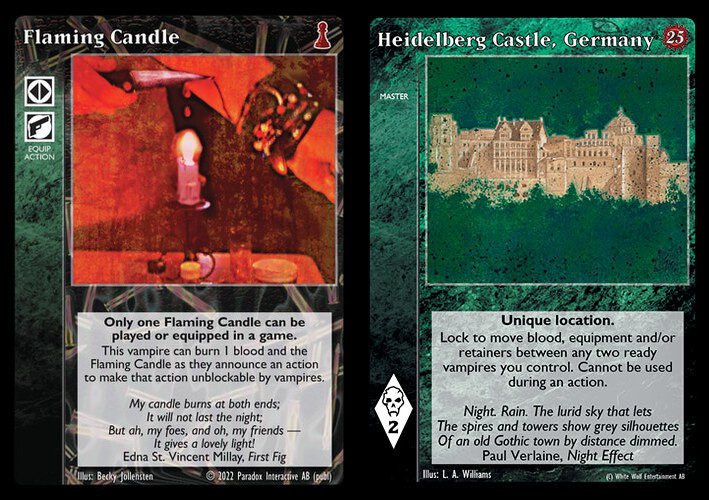 Flaming Candle
EQUIP
ACTION
Only one Flaming Candle can be
played or equipped in a game.
This vampire can burn 1 blood and the
Flaming Candle as they announce an action
to make that action unblockable by vampires.
My candle burns at both ends;
It will not last the night;
But ah, my foes, and oh, my friends —
It gives a lovely light!
Edna St. Vincent Millay, First Fig
Illus: Becky Jollensten
© 2022 Paradox Interactive AB (publ)
Heidelberg Castle, Germany
25
MASTER
Unique location.
Lock to move blood, equipment and/or
retainers between any two ready
vampires you control. Cannot be used
during an action.
2
Night. Rain. The lurid sky that lets
The spires and towers show grey silhouettes
Of an old Gothic town by distance dimmed.
Paul Verlaine, Night Effect
Illus: L. A. Williams
(C) White Wolf Entertainment AB